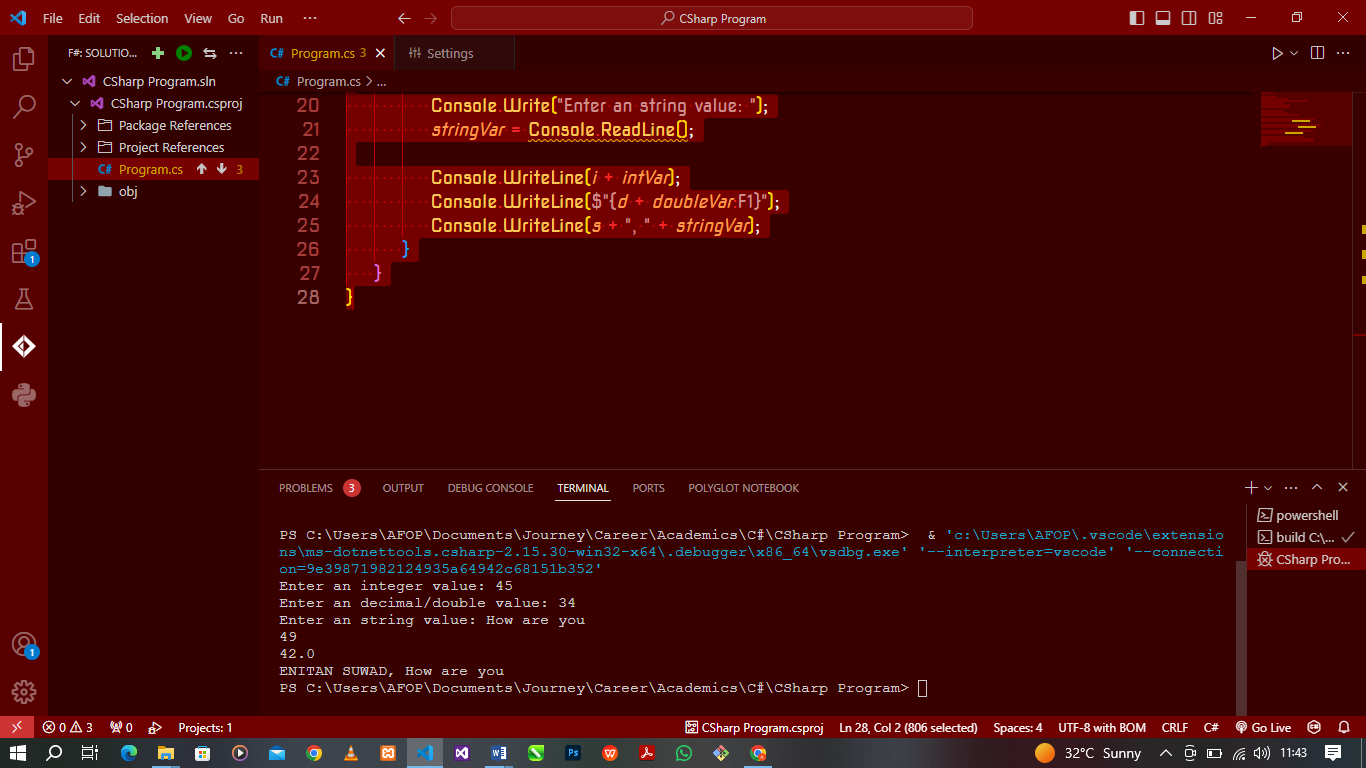 File Edit Selection View Go Run ··· CSharp Program
F#: SOLUTIO... ···
C# Program.cs 3 Settings
C# Program.cs > ...
CSharp Program.sln
CSharp Program.csproj
Package References
Project References
C# Program.cs 3
obj
1
1
20 Console.Write("Enter an string value: ");
21 stringVar = Console.ReadLine();
22
23 Console.WriteLine(i + intVar);
24 Console.WriteLine($"{d + doubleVar:F1}");
25 Console.WriteLine(s + ", " + stringVar);
26 }
27 }
28 }
PROBLEMS 3 OUTPUT DEBUG CONSOLE TERMINAL PORTS POLYGLOT NOTEBOOK
PS C:\Users\AFOP\Documents\Journey\Career\Academics\C#\CSharp Program>  & 'c:\Users\AFOP\.vscode\extensio
ns\ms-dotnettools.csharp-2.15.30-win32-x64\.debugger\x86_64\vsdbg.exe' '--interpreter=vscode' '--connecti
on=9e39871982124935a64942c68151b352'
Enter an integer value: 45
Enter an decimal/double value: 34
Enter an string value: How are you
49
42.0
ENITAN SUWAD, How are you
PS C:\Users\AFOP\Documents\Journey\Career\Academics\C#\CSharp Program>
powershell
build C:\...
CSharp Pro...
0 3 0 Projects: 1 CSharp Program.csproj Ln 28, Col 2 (806 selected) Spaces: 4 UTF-8 with BOM CRLF C# Go Live
32°C Sunny 11:43